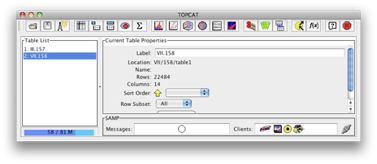 TOPCAT
Table List
1: III.157
2: VII.158
58 / 81 M
Current Table Properties
Label: VII.158
Location: VII/158/table1
Name:
Rows: 22484
Columns: 14
Sort Order:
Row Subset: All
SAMP
Messages:
Clients: